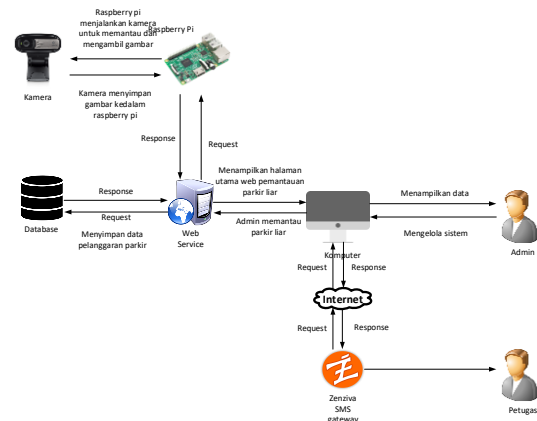 Raspberry pi
menjalankan kamera
untuk memantau dan
mengambil gambar
Raspberry Pi
Kamera
Kamera menyimpan
gambar kedalam
raspberry pi
Response
Request
Menampilkan halaman
utama web pemantauan
parkir liar
Response
Request
Menyimpan data
pelanggaran parkir
Database
Web
Service
Admin memantau
parkir liar
Menampilkan data
Mengelola sistem
Admin
Komputer
Request
Response
Internet
Request
Response
Zenziva
SMS
gateway
Petugas